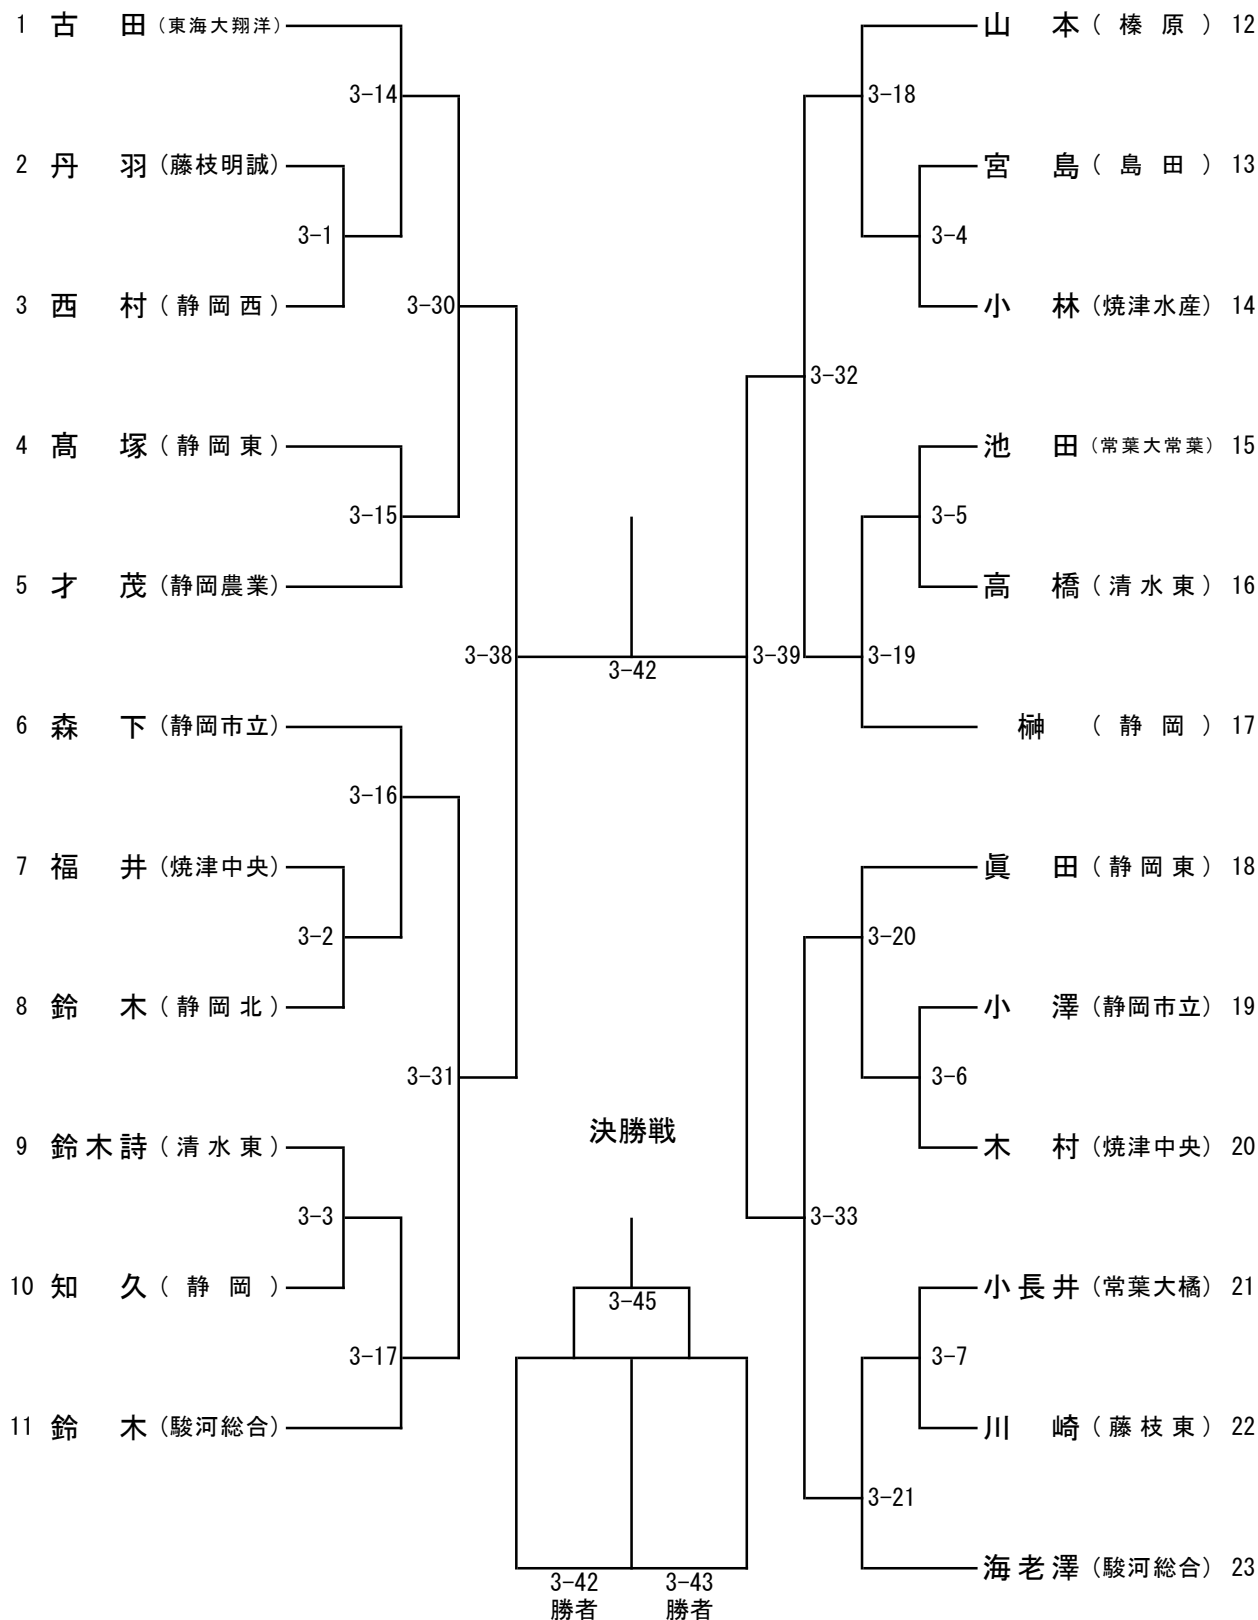 1 古田 (東海大翔洋)
3-14
2 丹羽 (藤枝明誠)
3-1
3 西村 (静岡西)
3-30
4 髙塚 (静岡東)
3-15
5 才茂 (静岡農業)
3-38
6 森下 (静岡市立)
3-16
7 福井 (焼津中央)
3-2
8 鈴木 (静岡北)
3-31
9 鈴木詩 (清水東)
3-3
10 知久 (静岡)
3-17
11 鈴木 (駿河総合)
3-42
決勝戦
3-45
3-42 3-43
勝者 勝者
山本 (榛原) 12
3-18
宮島 (島田) 13
3-4
小林 (焼津水産) 14
3-32
池田 (常葉大常葉) 15
3-5
高橋 (清水東) 16
3-39 3-19
榊 (静岡) 17
眞田 (静岡東) 18
3-20
小澤 (静岡市立) 19
3-6
木村 (焼津中央) 20
3-33
小長井 (常葉大橘) 21
3-7
川崎 (藤枝東) 22
3-21
海老澤 (駿河総合) 23